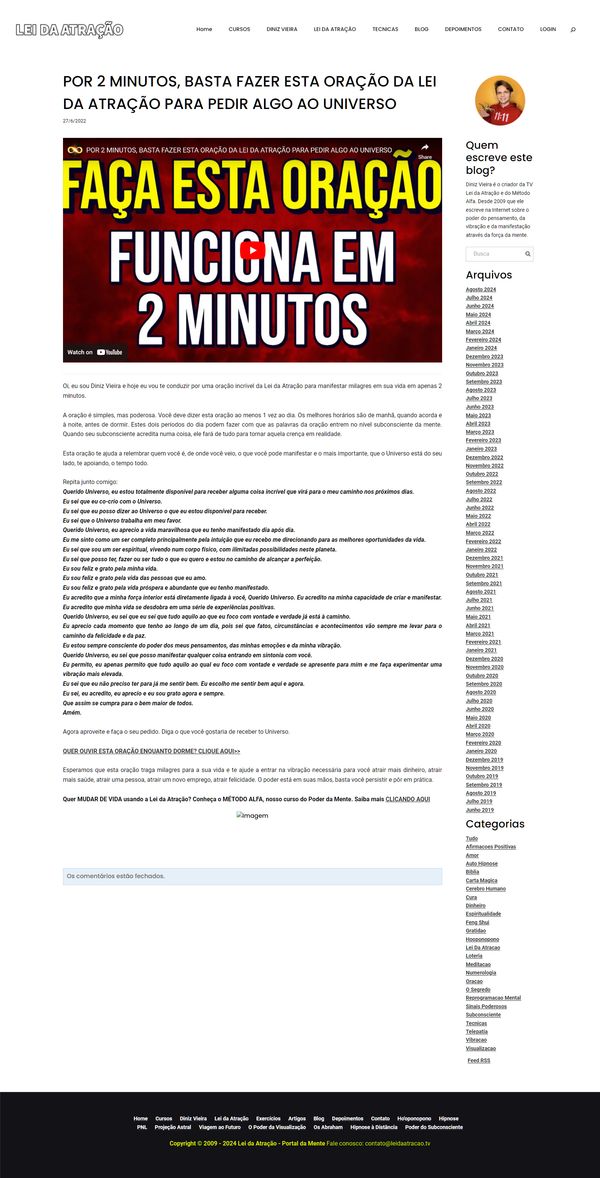 LEI DA ATRAÇÃO
Home CURSOS DINIZ VIEIRA LEI DA ATRAÇÃO TECNICAS BLOG DEPOIMENTOS CONTATO LOGIN
POR 2 MINUTOS, BASTA FAZER ESTA ORAÇÃO DA LEI
DA ATRAÇÃO PARA PEDIR ALGO AO UNIVERSO
27/6/2022
POR 2 MINUTOS, BASTA FAZER ESTA ORAÇÃO DA LEI DA ATRAÇÃO PARA PEDIR ALGO AO UNIVERSO
Share
FAÇA ESTA ORAÇÃO
FUNCIONA EM
2 MINUTOS
Watch on YouTube
Oi, eu sou Diniz Vieira e hoje eu vou te conduzir por uma oração incrível da Lei da Atração para manifestar milagres em sua vida em apenas 2
minutos.
A oração é simples, mas poderosa. Você deve dizer esta oração ao menos 1 vez ao dia. Os melhores horários são de manhã, quando acorda e
à noite, antes de dormir. Estes dois períodos do dia podem fazer com que as palavras da oração entrem no nível subconsciente da mente.
Quando seu subconsciente acredita numa coisa, ele fará de tudo para tornar aquela crença em realidade.
Esta oração te ajuda a relembrar quem você é, de onde você veio, o que você pode manifestar e o mais importante, que o Universo está do seu
lado, te apoiando, o tempo todo.
Repita junto comigo:
Querido Universo, eu estou totalmente disponível para receber alguma coisa incrível que virá para o meu caminho nos próximos dias.
Eu sei que eu co-crio com o Universo.
Eu sei que eu posso dizer ao Universo o que eu estou disponível para receber.
Eu sei que o Universo trabalha em meu favor.
Querido Universo, eu aprecio a vida maravilhosa que eu tenho manifestado dia após dia.
Eu me sinto como um ser completo principalmente pela intuição que eu recebo me direcionando para as melhores oportunidades da vida.
Eu sei que sou um ser espiritual, vivendo num corpo físico, com ilimitadas possibilidades neste planeta.
Eu sei que posso ter, fazer ou ser tudo o que eu quero e estou no caminho de alcançar a perfeição.
Eu sou feliz e grato pela minha vida.
Eu sou feliz e grato pela vida das pessoas que eu amo.
Eu sou feliz e grato pela vida próspera e abundante que eu tenho manifestado.
Eu acredito que a minha força interior está diretamente ligada à você, Querido Universo. Eu acredito na minha capacidade de criar e manifestar.
Eu acredito que minha vida se desdobra em uma série de experiências positivas.
Querido Universo, eu sei que eu sei que tudo aquilo ao que eu foco com vontade e verdade já está à caminho.
Eu aprecio cada momento que tenho ao longo de um dia, pois sei que fatos, circunstâncias e acontecimentos vão sempre me levar para o
caminho da felicidade e da paz.
Eu estou sempre consciente do poder dos meus pensamentos, das minhas emoções e da minha vibração.
Querido Universo, eu sei que posso manifestar qualquer coisa entrando em sintonia com você.
Eu permito, eu apenas permito que tudo aquilo ao qual eu foco com vontade e verdade se apresente para mim e me faça experimentar uma
vibração mais elevada.
Eu sei que eu não preciso ter para já me sentir bem. Eu escolho me sentir bem aqui e agora.
Eu sei, eu acredito, eu aprecio e eu sou grato agora e sempre.
Que assim se cumpra para o bem maior de todos.
Amém.
Agora aproveite e faça o seu pedido. Diga o que você gostaria de receber to Universo.
QUER OUVIR ESTA ORAÇÃO ENQUANTO DORME? CLIQUE AQUI>>
Esperamos que esta oração traga milagres para a sua vida e te ajude a entrar na vibração necessária para você atrair mais dinheiro, atrair
mais saúde, atrair uma pessoa, atrair um novo emprego, atrair felicidade. O poder está em suas mãos, basta você persistir e pôr em prática.
Quer MUDAR DE VIDA usando a Lei da Atração? Conheça o MÉTODO ALFA, nosso curso do Poder da Mente. Saiba mais CLICANDO AQUI
Imagem
Os comentários estão fechados.
11:11
Quem
escreve este
blog?
Diniz Vieira é o criador da TV
Lei da Atração e do Método
Alfa. Desde 2009 que ele
escreve na Internet sobre o
poder do pensamento, da
vibração e da manifestação
através da força da mente.
Busca
Arquivos
Agosto 2024
Julho 2024
Junho 2024
Maio 2024
Abril 2024
Março 2024
Fevereiro 2024
Janeiro 2024
Dezembro 2023
Novembro 2023
Outubro 2023
Setembro 2023
Agosto 2023
Julho 2023
Junho 2023
Maio 2023
Abril 2023
Março 2023
Fevereiro 2023
Janeiro 2023
Dezembro 2022
Novembro 2022
Outubro 2022
Setembro 2022
Agosto 2022
Julho 2022
Junho 2022
Maio 2022
Abril 2022
Março 2022
Fevereiro 2022
Janeiro 2022
Dezembro 2021
Novembro 2021
Outubro 2021
Setembro 2021
Agosto 2021
Julho 2021
Junho 2021
Maio 2021
Abril 2021
Março 2021
Fevereiro 2021
Janeiro 2021
Dezembro 2020
Novembro 2020
Outubro 2020
Setembro 2020
Agosto 2020
Julho 2020
Junho 2020
Maio 2020
Abril 2020
Março 2020
Fevereiro 2020
Janeiro 2020
Dezembro 2019
Novembro 2019
Outubro 2019
Setembro 2019
Agosto 2019
Julho 2019
Junho 2019
Categorias
Tudo
Afirmacoes Positivas
Amor
Auto Hipnose
Biblia
Carta Magica
Cerebro Humano
Cura
Dinheiro
Espiritualidade
Feng Shui
Gratidao
Hooponopono
Lei Da Atracao
Loteria
Meditacao
Numerologia
Oracao
O Segredo
Reprogramacao Mental
Sinais Poderosos
Subconsciente
Tecnicas
Telepatia
Vibracao
Visualizacao
Feed RSS
Home Cursos Diniz Vieira Lei da Atração Exercícios Artigos Blog Depoimentos Contato Ho'oponopono Hipnose
PNL Projeção Astral Viagem ao Futuro O Poder da Visualização Os Abraham Hipnose à Distância Poder do Subconsciente
Copyright © 2009 - 2024 Lei da Atração - Portal da Mente Fale conosco: contato@leidaatracao.tv